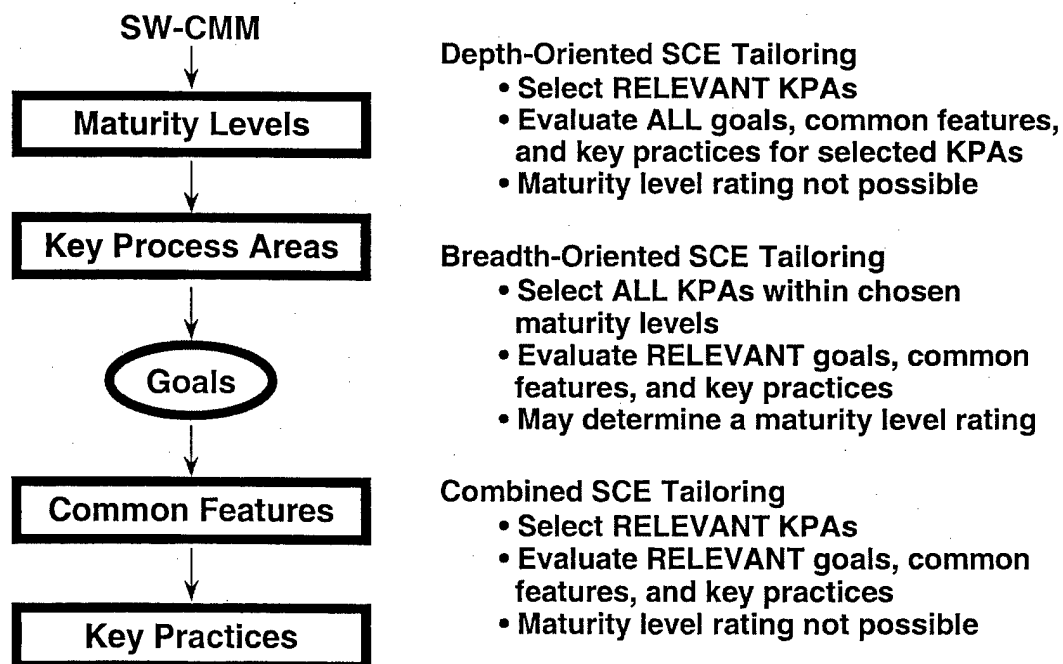 SW-CMM
Maturity Levels
Key Process Areas
Goals
Common Features
Key Practices
Depth-Oriented SCE Tailoring
• Select RELEVANT KPAs
• Evaluate ALL goals, common features,
and key practices for selected KPAs
• Maturity level rating not possible
Breadth-Oriented SCE Tailoring
• Select ALL KPAs within chosen
maturity levels
• Evaluate RELEVANT goals, common
features, and key practices
• May determine a maturity level rating
Combined SCE Tailoring
• Select RELEVANT KPAs
• Evaluate RELEVANT goals, common
features, and key practices
• Maturity level rating not possible